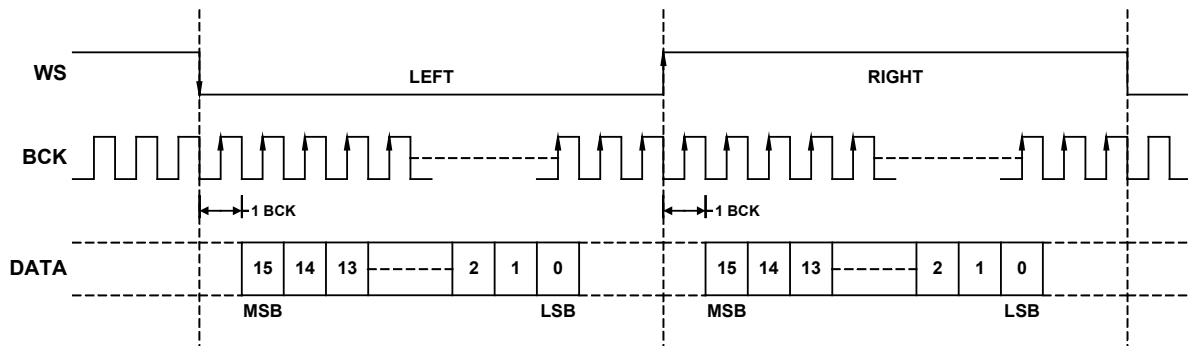 WS
LEFT
RIGHT
BCK
1 BCK
1 BCK
DATA
15 14 13 2 1 0
15 14 13 2 1 0
MSB LSB
MSB LSB